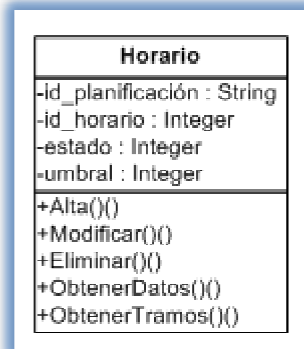 Horario
-id_planificación : String
-id_horario : Integer
-estado : Integer
-umbral : Integer
+Alta()()
+Modificar()()
+Eliminar()()
+ObtenerDatos()()
+ObtenerTramos()()